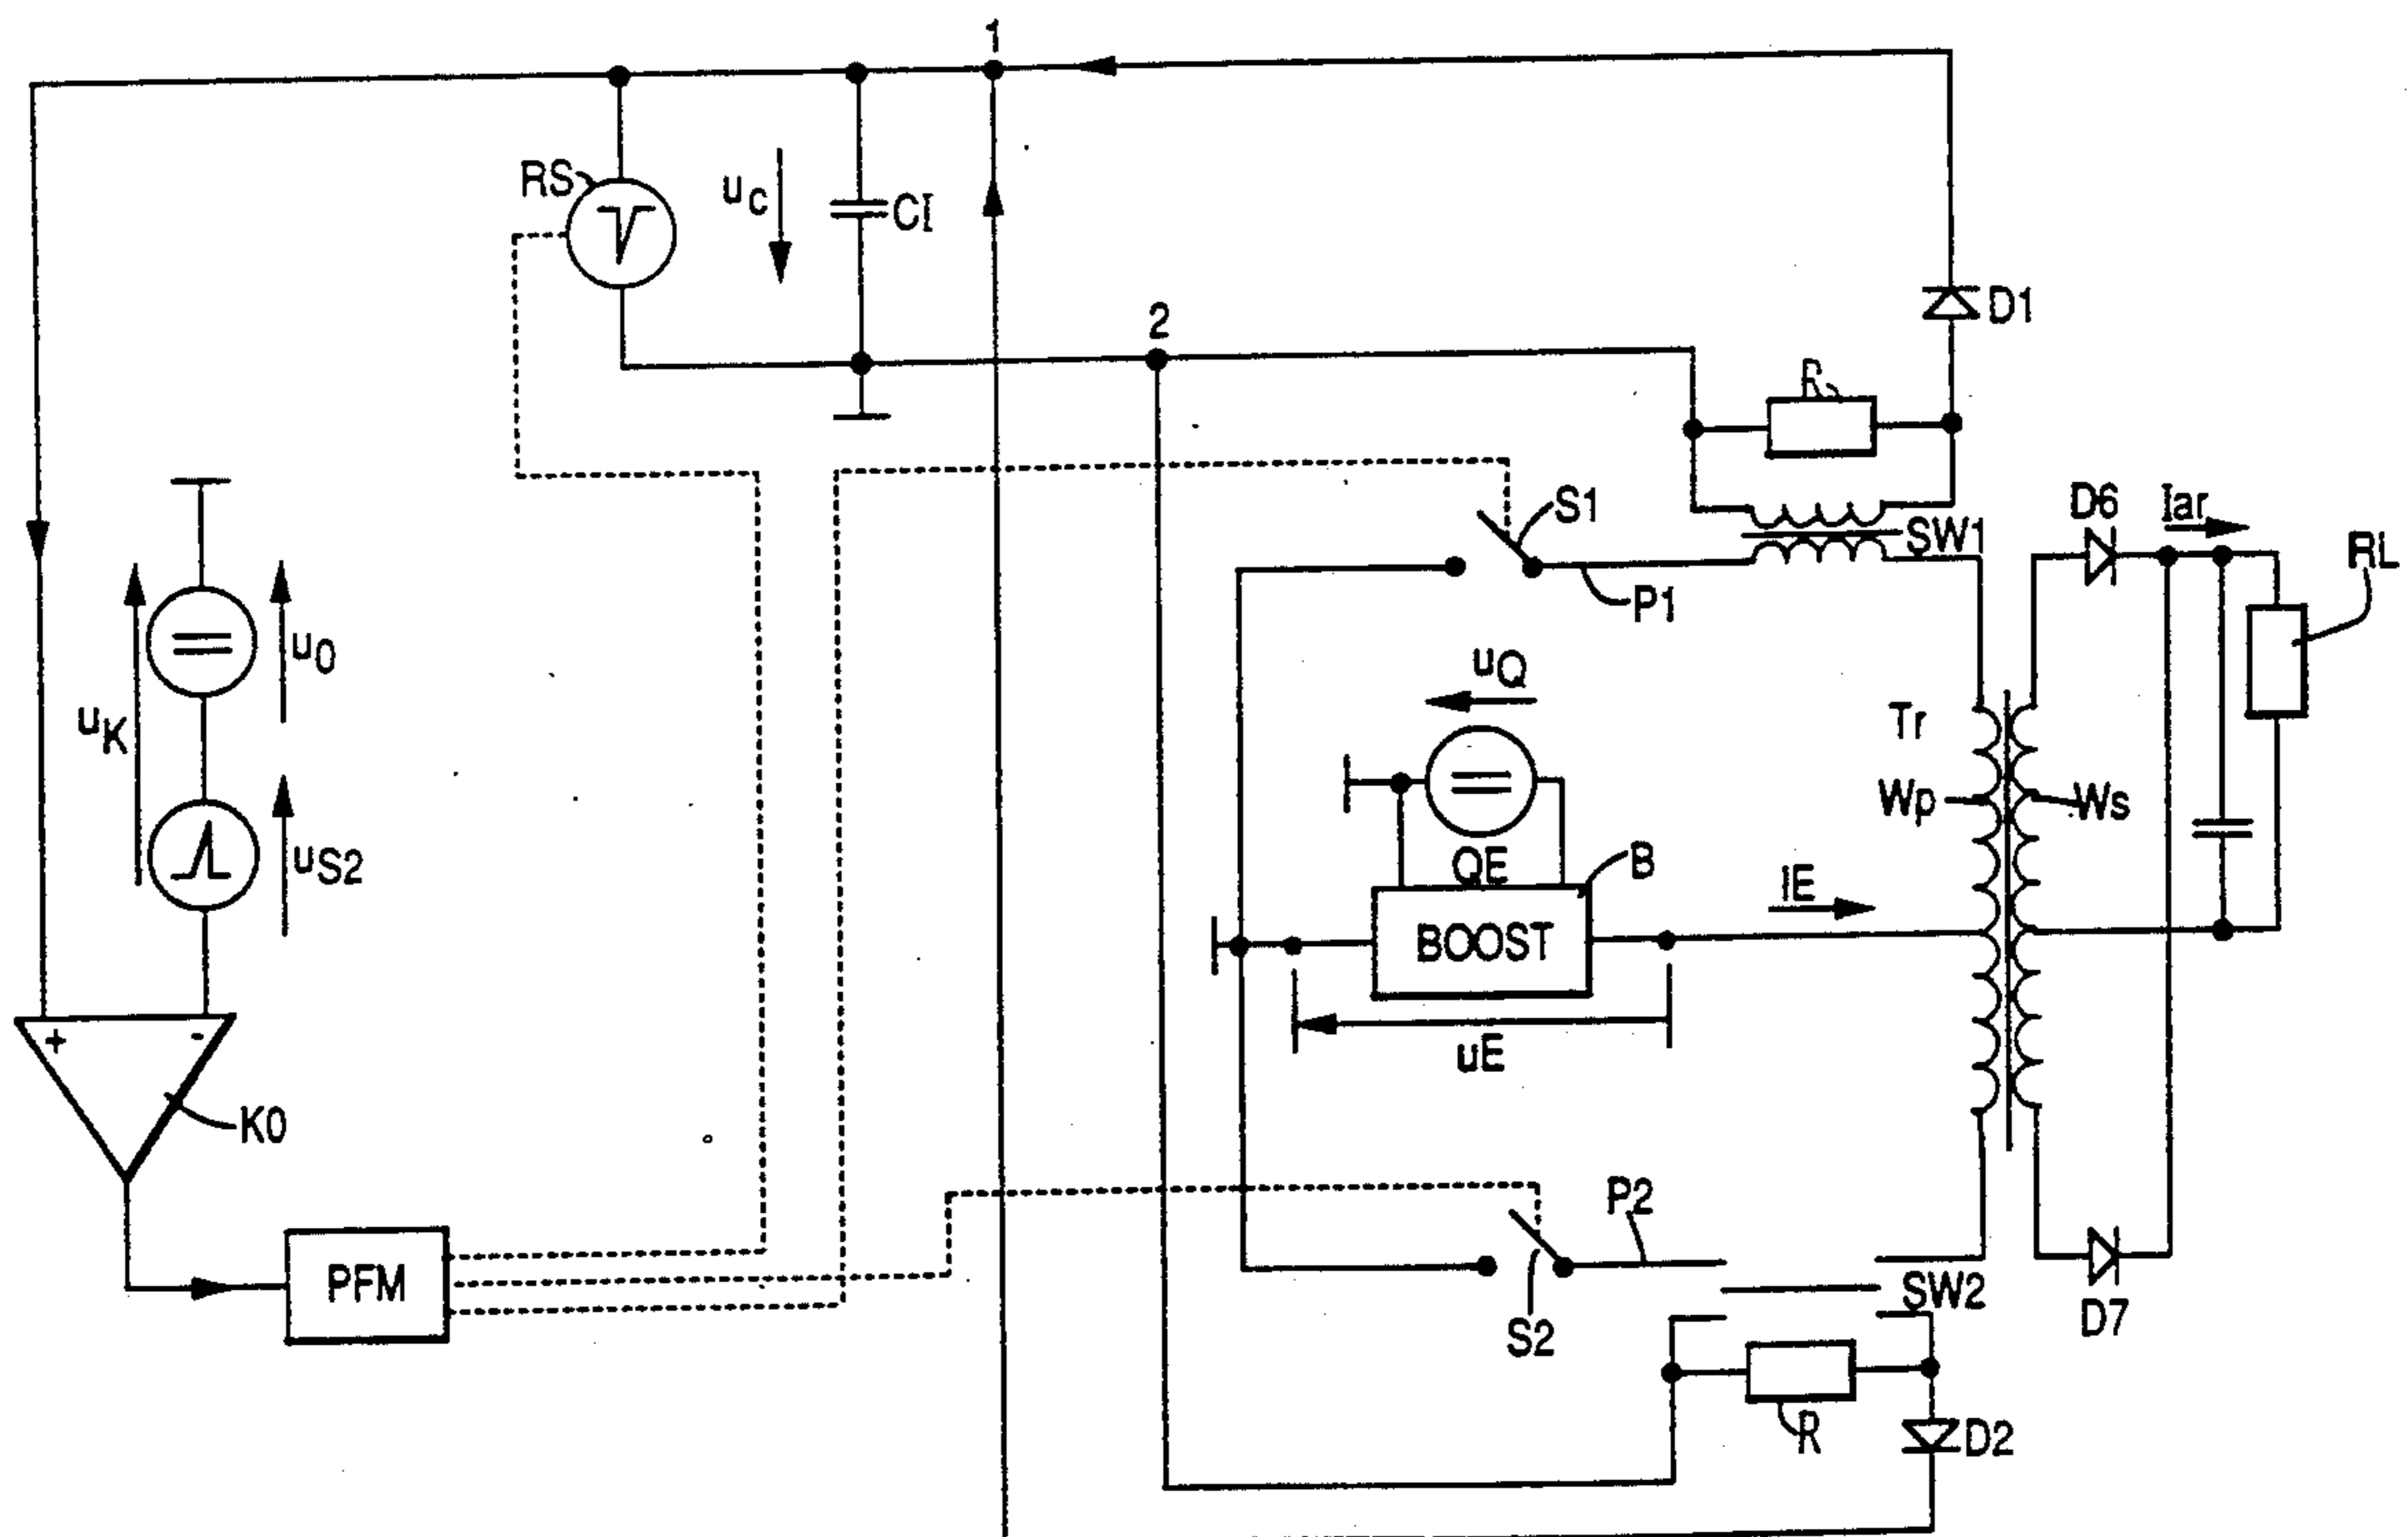 1
RS
uC
CI
2
D1
R
S1
SW1
D6
Iar
RL
P1
u0
uK
uQ
Tr
Wp
Ws
uS2
QE
B
IE
BOOST
uE
+
-
K0
P2
PFM
SW2
S2
D7
R
D2